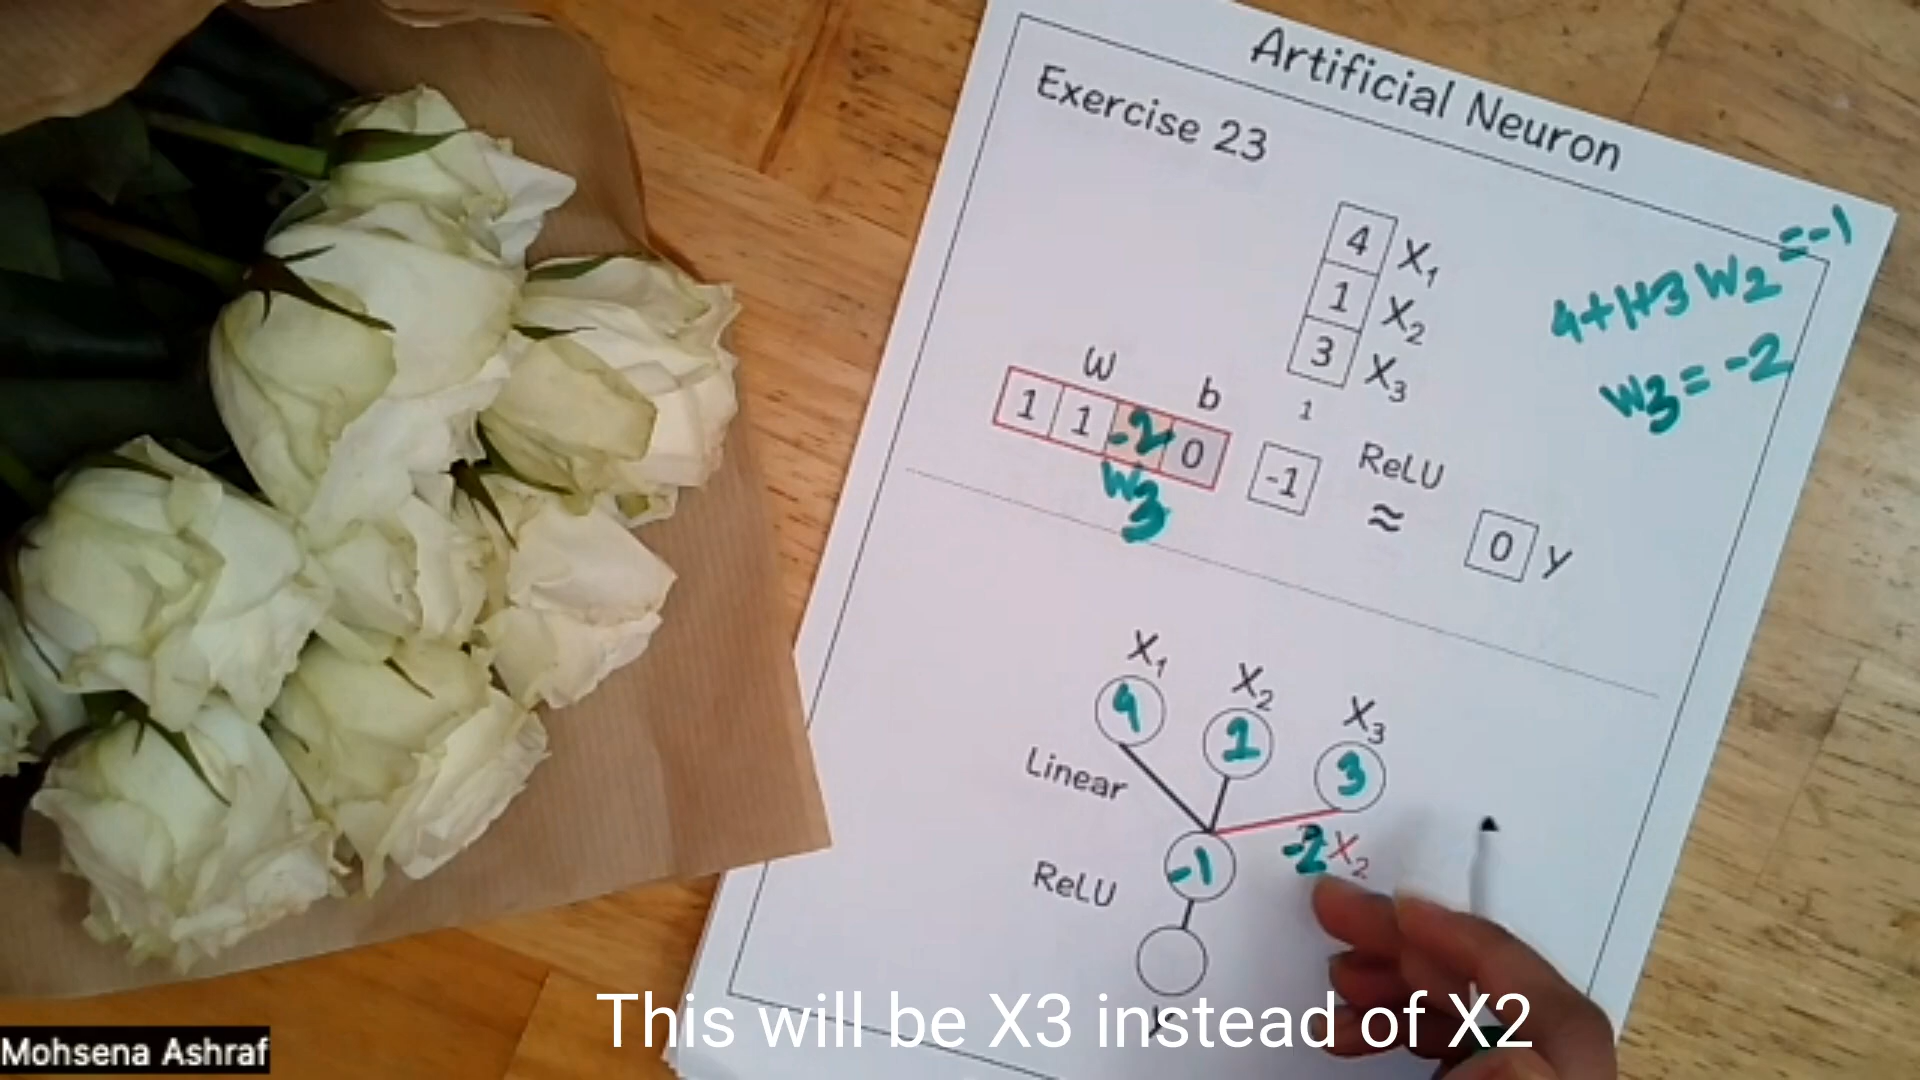 Artificial Neuron
Exercise 23
4 X1
1 X2
3 X3
1
4+1+3 W2 = -1
W3 = -2
W b
1 1 -2 0 -1 ReLU ≈ 0 y
W3
X1 X2 X3
4 1 3
Linear
-2 X2
-1
ReLU
This will be X3 instead of X2
Mohsena Ashraf